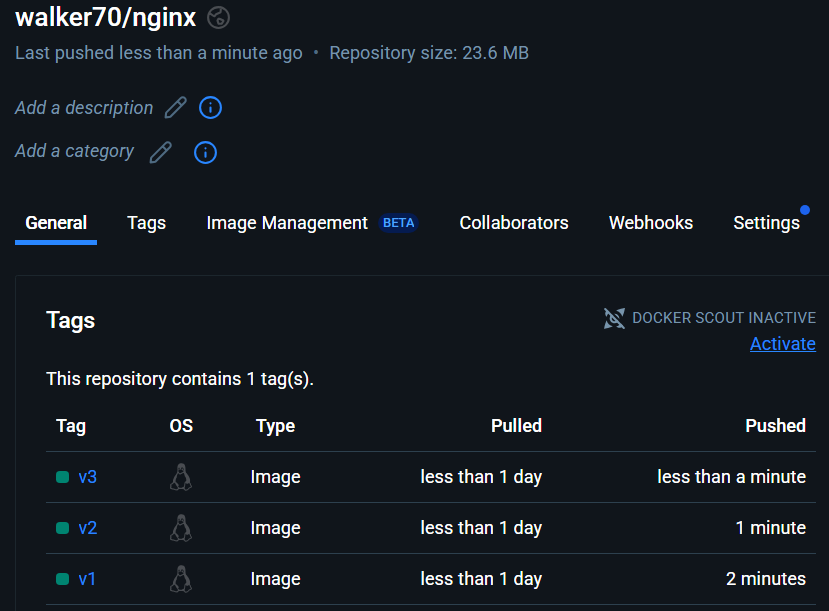 walker70/nginx
Last pushed less than a minute ago • Repository size: 23.6 MB
Add a description
Add a category
General Tags Image Management BETA Collaborators Webhooks Settings
Tags DOCKER SCOUT INACTIVE
Activate
This repository contains 1 tag(s).
Tag OS Type Pulled Pushed
v3 Image less than 1 day less than a minute
v2 Image less than 1 day 1 minute
v1 Image less than 1 day 2 minutes